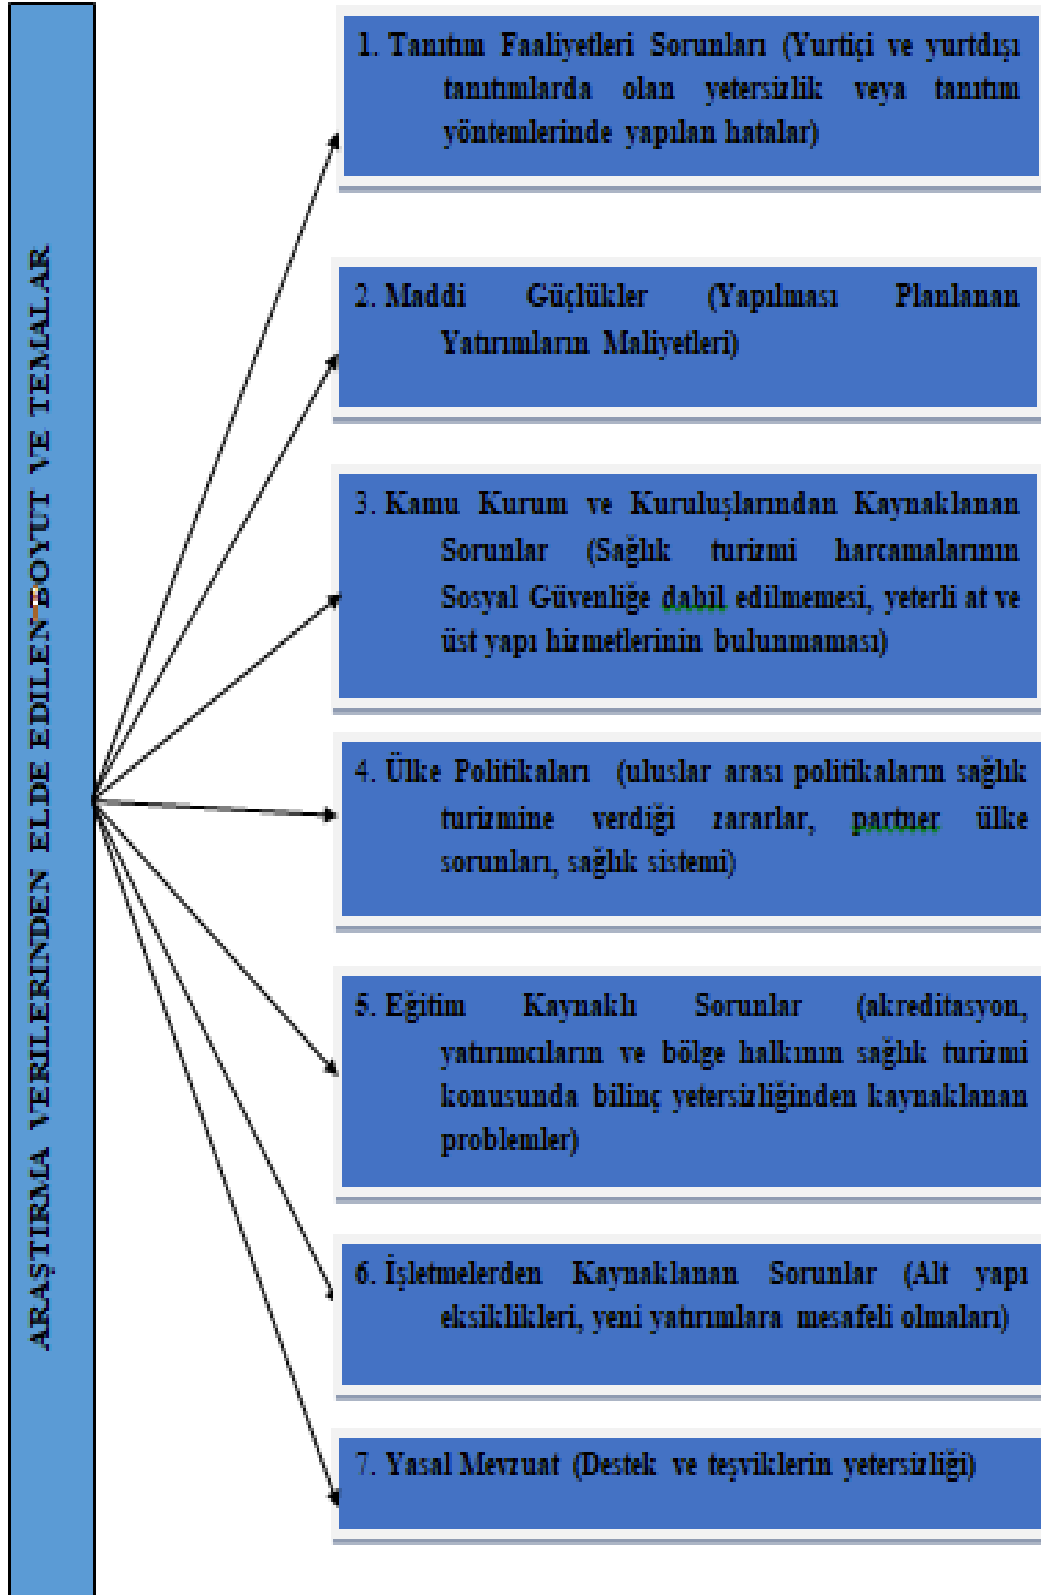 ARAŞTIRMA VERİLERİNDEN ELDE EDİLEN BOYUT VE TEMALAR
1. Tanıtım Faaliyetleri Sorunları (Yurtiçi ve yurtdışı
tanıtımlarda olan yetersizlik veya tanıtım
yöntemlerinde yapılan hatalar)
2. Maddi Güçlükler (Yapılması Planlanan
Yatırımların Maliyetleri)
3. Kamu Kurum ve Kuruluşlarından Kaynaklanan
Sorunlar (Sağlık turizmi harcamalarının
Sosyal Güvenliğe dabil edilmemesi, yeterli at ve
üst yapı hizmetlerinin bulunmaması)
4. Ülke Politikaları (uluslar arası politikaların sağlık
turizmine verdiği zararlar, partner ülke
sorunları, sağlık sistemi)
5. Eğitim Kaynaklı Sorunlar (akreditasyon,
yatırımcıların ve bölge halkının sağlık turizmi
konusunda bilinç yetersizliğinden kaynaklanan
problemler)
6. İşletmelerden Kaynaklanan Sorunlar (Alt yapı
eksiklikleri, yeni yatırımlara mesafeli olmaları)
7. Yasal Mevzuat (Destek ve teşviklerin yetersizliği)